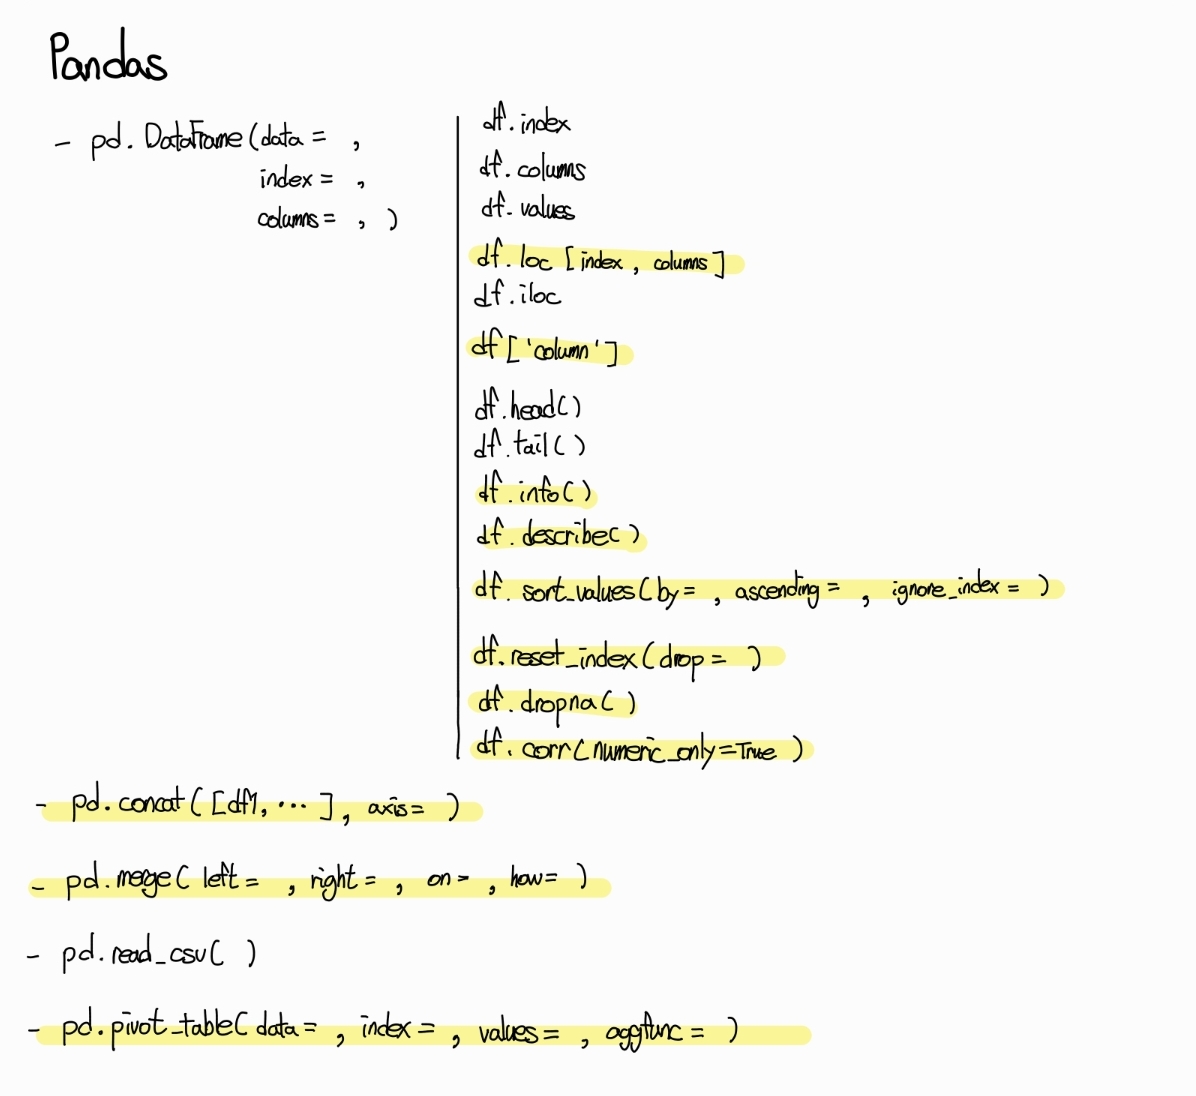 Pandas
- pd. DataFrame (data = ,
index = ,
columns = , )
df. index
df. columns
df. values
df. loc [index , columns]
df. iloc
df ['column']
df. head()
df. tail()
df. info()
df. describe()
df. sort_values (by = , ascending = , ignore_index = )
df. reset_index (drop = )
df. dropna ( )
df. corr (numeric_only=True )
- pd. concat ( [df1, ... ], axis = )
- pd. merge ( left = , right = , on = , how = )
- pd. read_csv ( )
- pd. pivot_table( data = , index = , values = , aggfunc = )